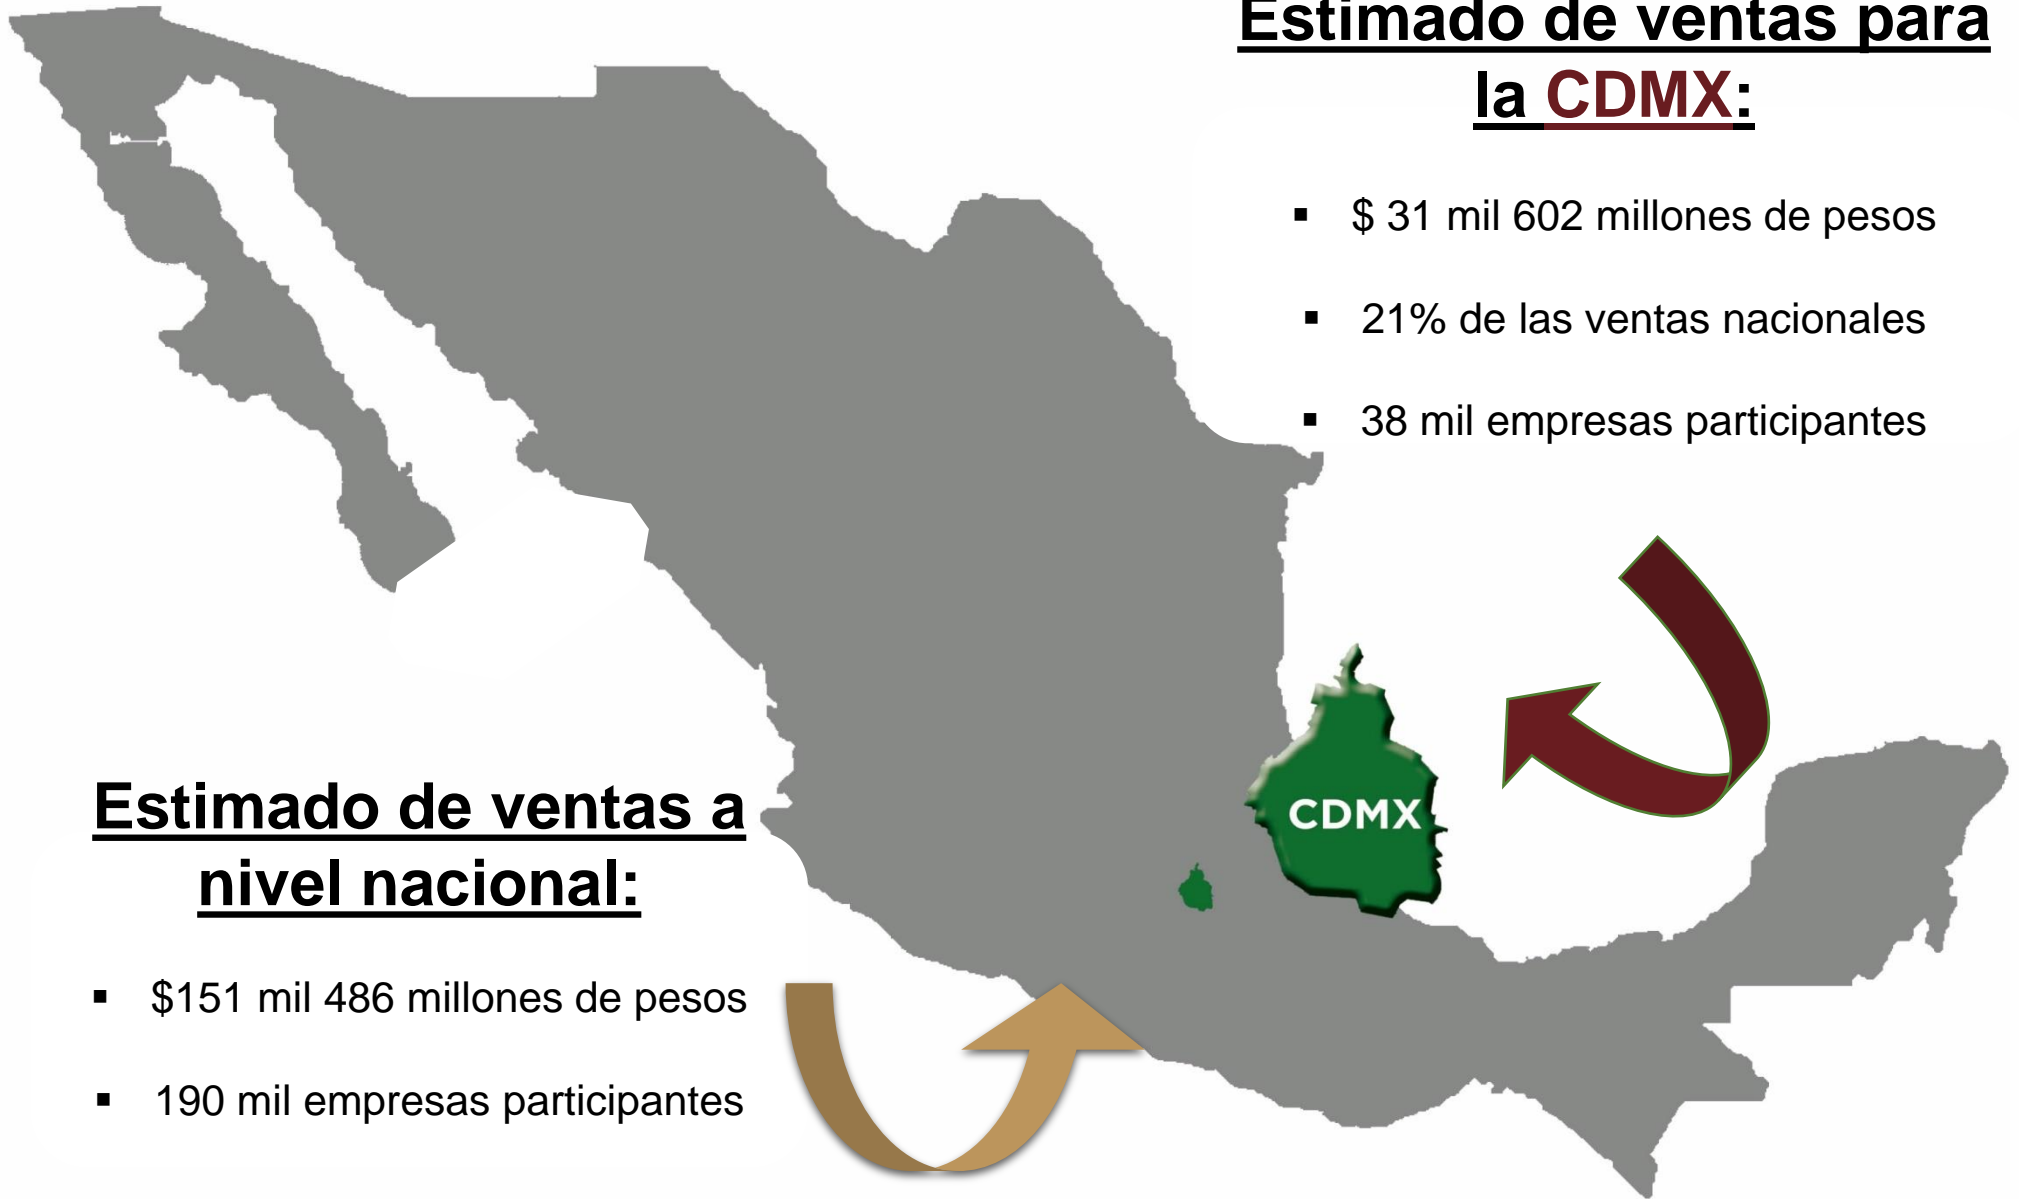 Estimado de ventas para
la CDMX:
▪ $ 31 mil 602 millones de pesos
▪ 21% de las ventas nacionales
▪ 38 mil empresas participantes
CDMX
Estimado de ventas a
nivel nacional:
▪ $151 mil 486 millones de pesos
▪ 190 mil empresas participantes